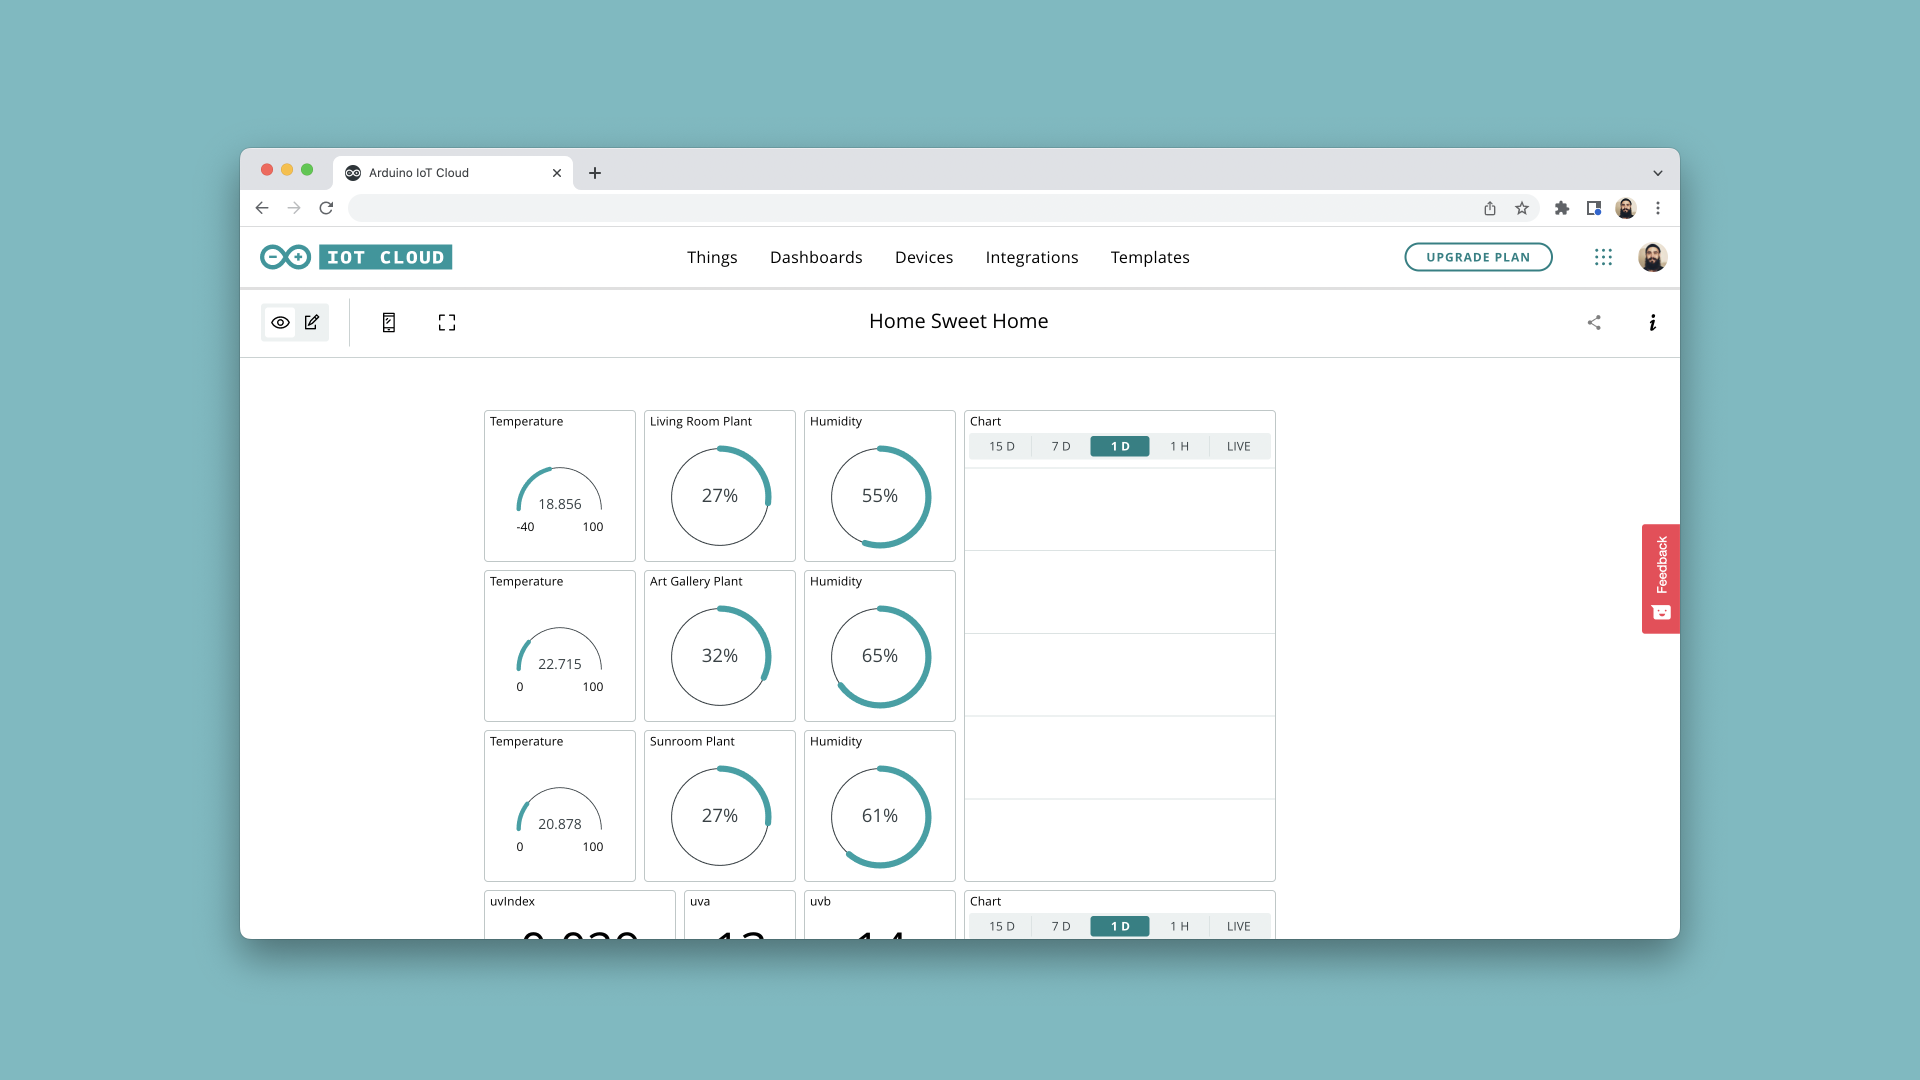 Arduino IoT Cloud
IOT CLOUD
Things Dashboards Devices Integrations Templates
UPGRADE PLAN
Home Sweet Home
Temperature
18.856
-40 100
Living Room Plant
27%
Humidity
55%
Chart
15 D 7 D 1 D 1 H LIVE
Temperature
22.715
0 100
Art Gallery Plant
32%
Humidity
65%
Temperature
20.878
0 100
Sunroom Plant
27%
Humidity
61%
uvIndex
uva
uvb
Chart
15 D 7 D 1 D 1 H LIVE
Feedback